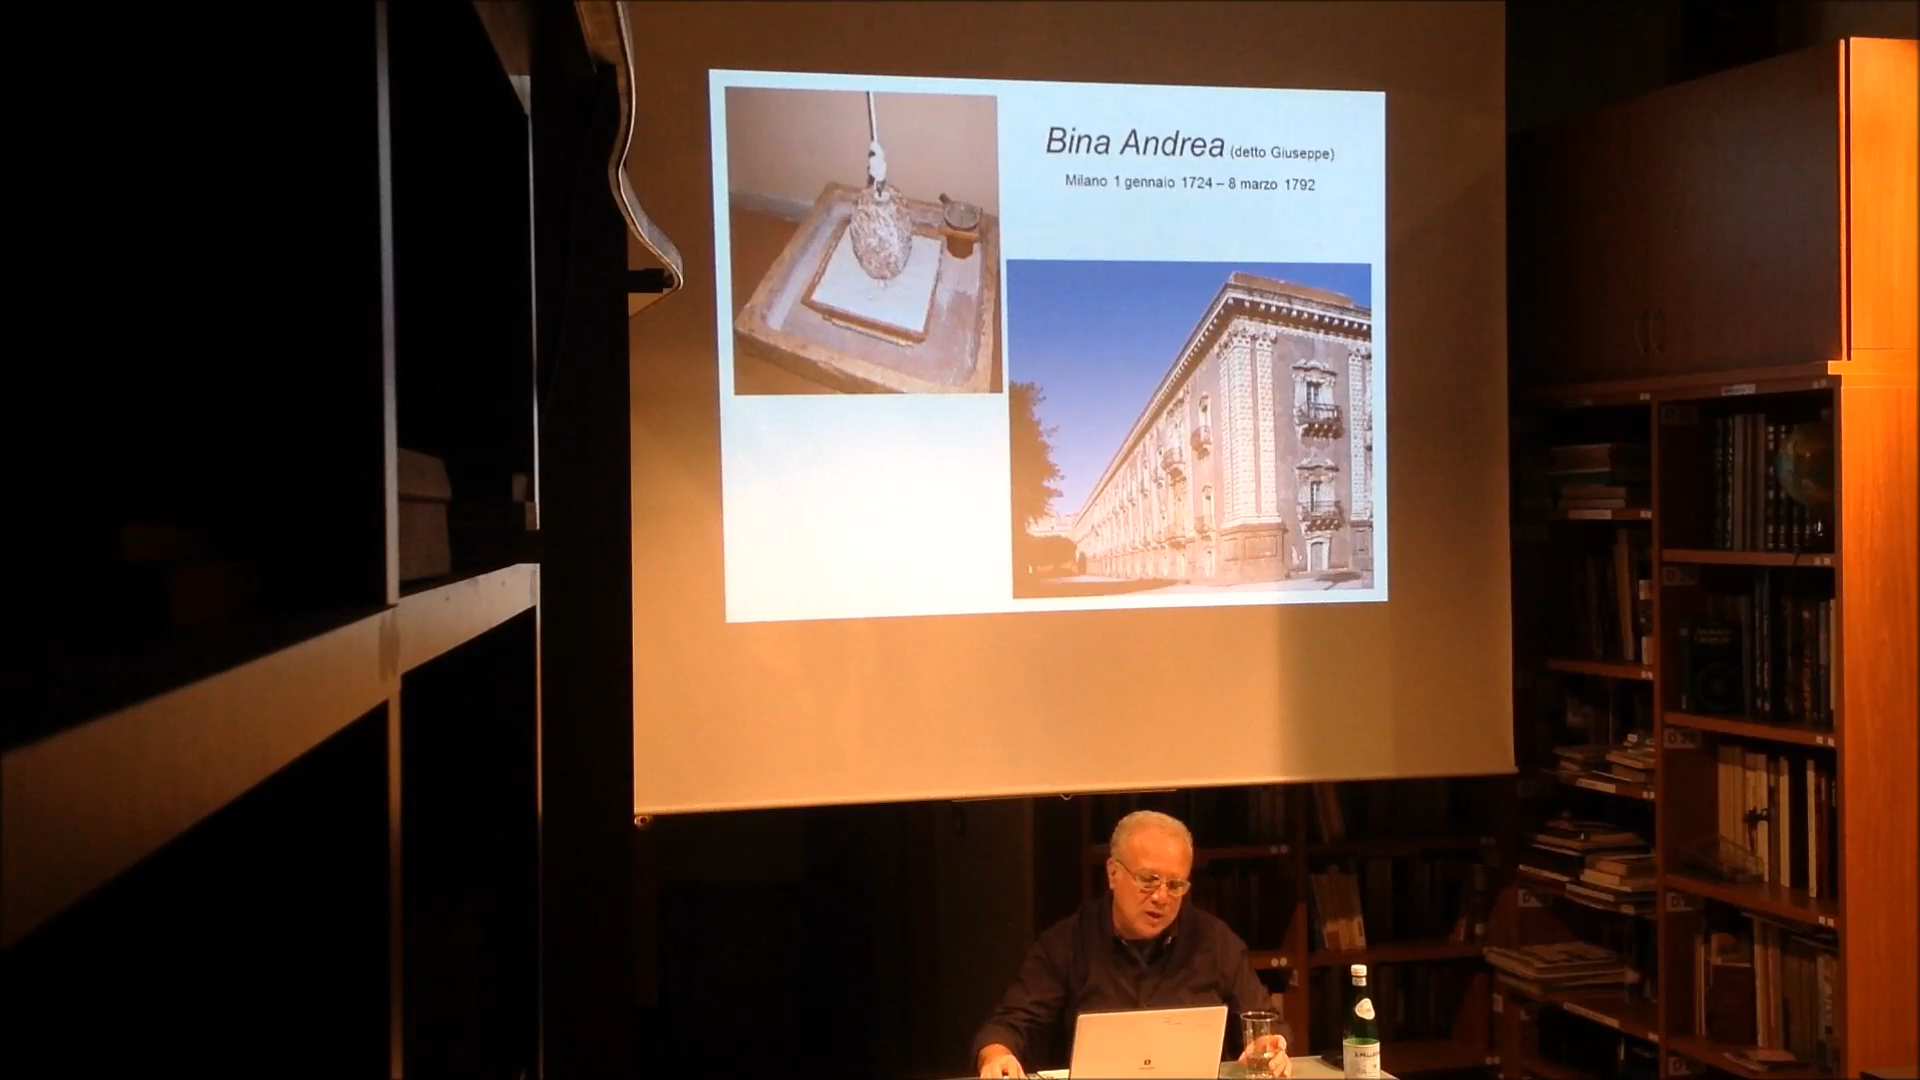 Bina Andrea (detto Giuseppe)
Milano 1 gennaio 1724 – 8 marzo 1792